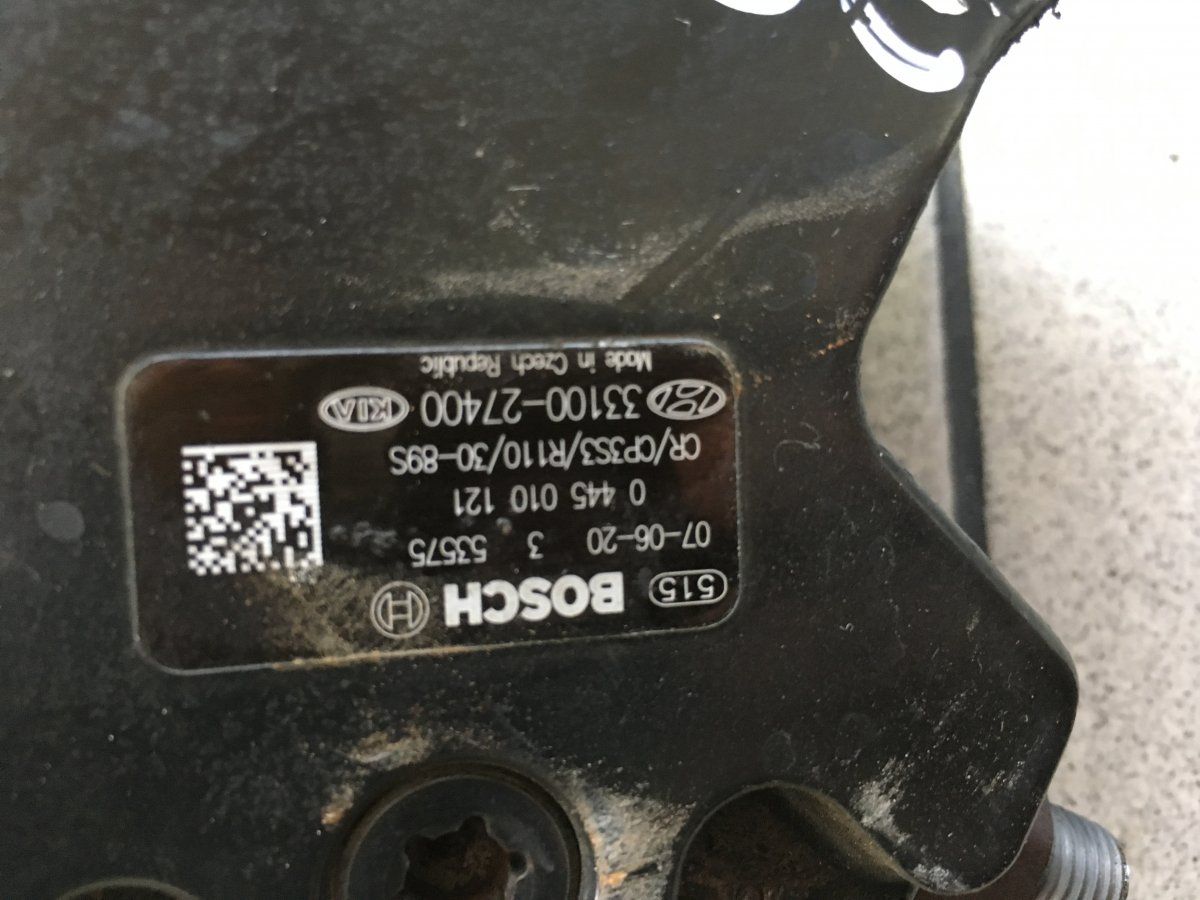 515 BOSCH
07-06-20 3 53575
0 445 010 121
CR/CP3S3/R110/30-89S
33100-27400 KIA
Made in Czech Republic